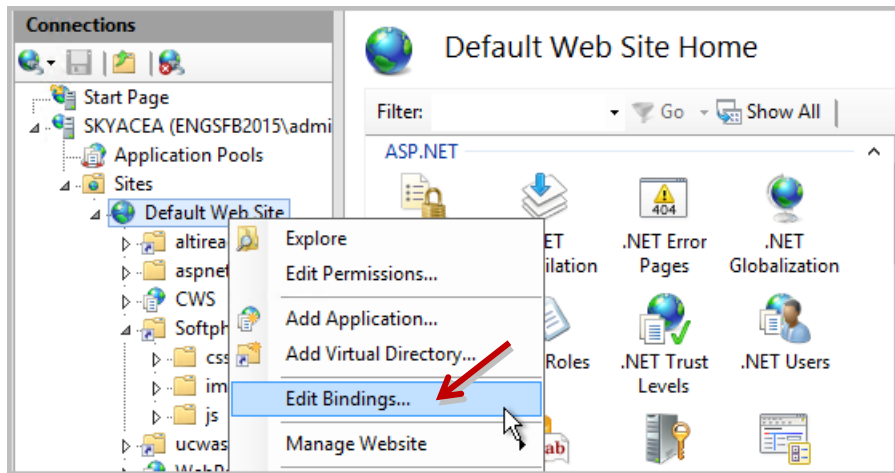 Connections
Start Page
SKYACEA (ENGSFB2015\admi
Application Pools
Sites
Default Web Site
altirea
aspnet
CWS
Softph
css
im
js
ucwas
Explore
Edit Permissions...
Add Application...
Add Virtual Directory...
Edit Bindings...
Manage Website
Default Web Site Home
Filter:
Go
Show All
ASP.NET
404
ET
ilation
.NET Error
Pages
.NET
Globalization
Roles
.NET Trust
Levels
.NET Users
ab